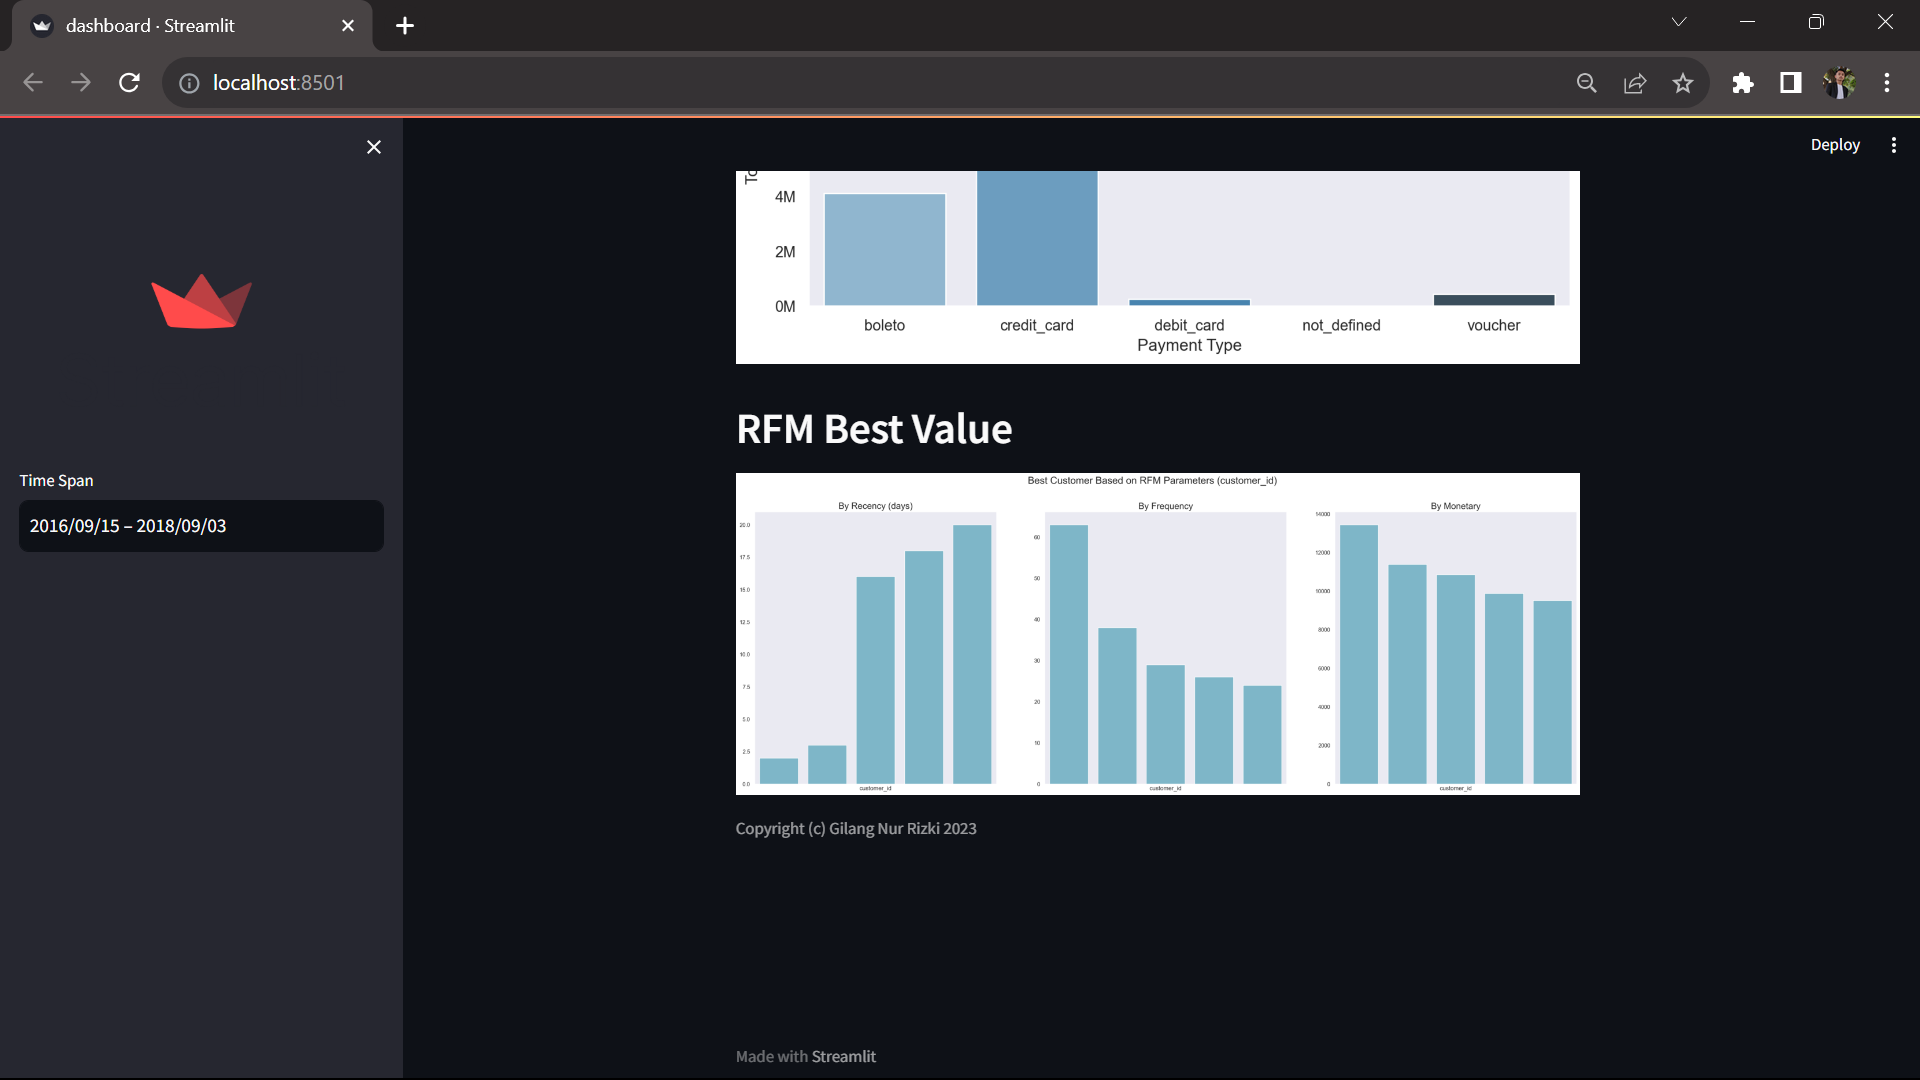 dashboard · Streamlit
localhost:8501
Deploy
4M
2M
0M
boleto credit_card debit_card not_defined voucher
Payment Type
Time Span
2016/09/15 – 2018/09/03
RFM Best Value
Best Customer Based on RFM Parameters (customer_id)
By Recency (days)
20.0
17.5
15.0
12.5
10.0
7.5
5.0
2.5
0.0
customer_id
By Frequency
60
50
40
30
20
10
0
customer_id
By Monetary
14000
12000
10000
8000
6000
4000
2000
0
customer_id
Copyright (c) Gilang Nur Rizki 2023
Made with Streamlit